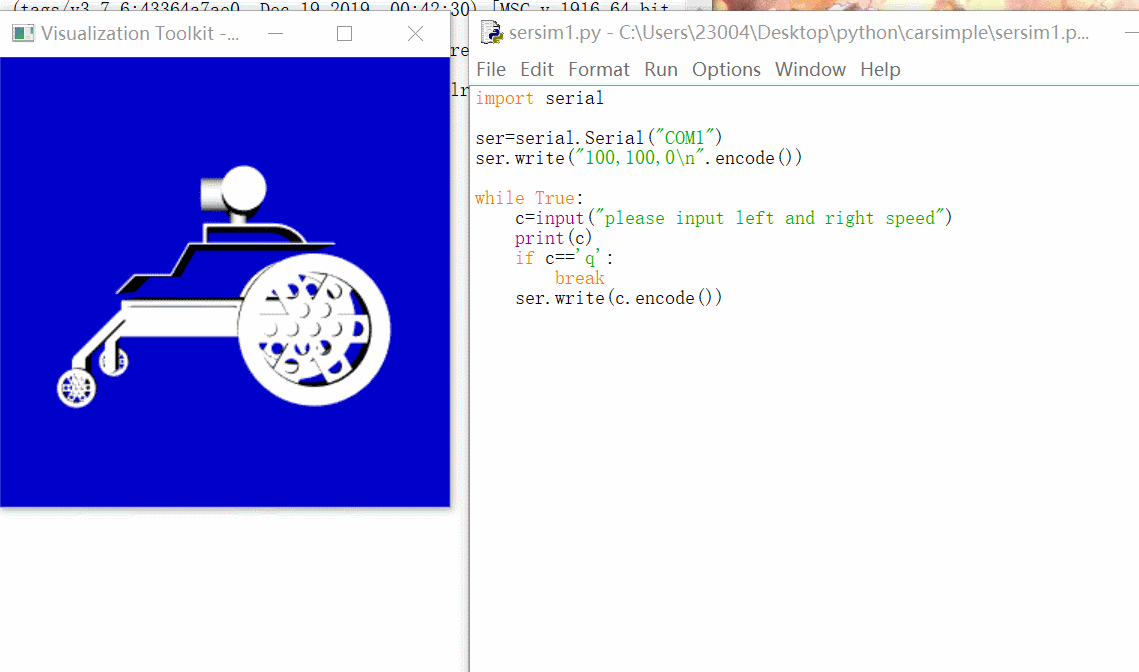 (tags/v3.7.6:43364a7ae0, Dec 19 2019, 00:42:30) [MSC v.1916 64 bit
Visualization Toolkit -...
re
lr
sersim1.py - C:\Users\23004\Desktop\python\carsimple\sersim1.p...
File Edit Format Run Options Window Help
import serial
ser=serial.Serial("COM1")
ser.write("100,100,0\n".encode())
while True:
    c=input("please input left and right speed")
    print(c)
    if c=='q':
        break
    ser.write(c.encode())